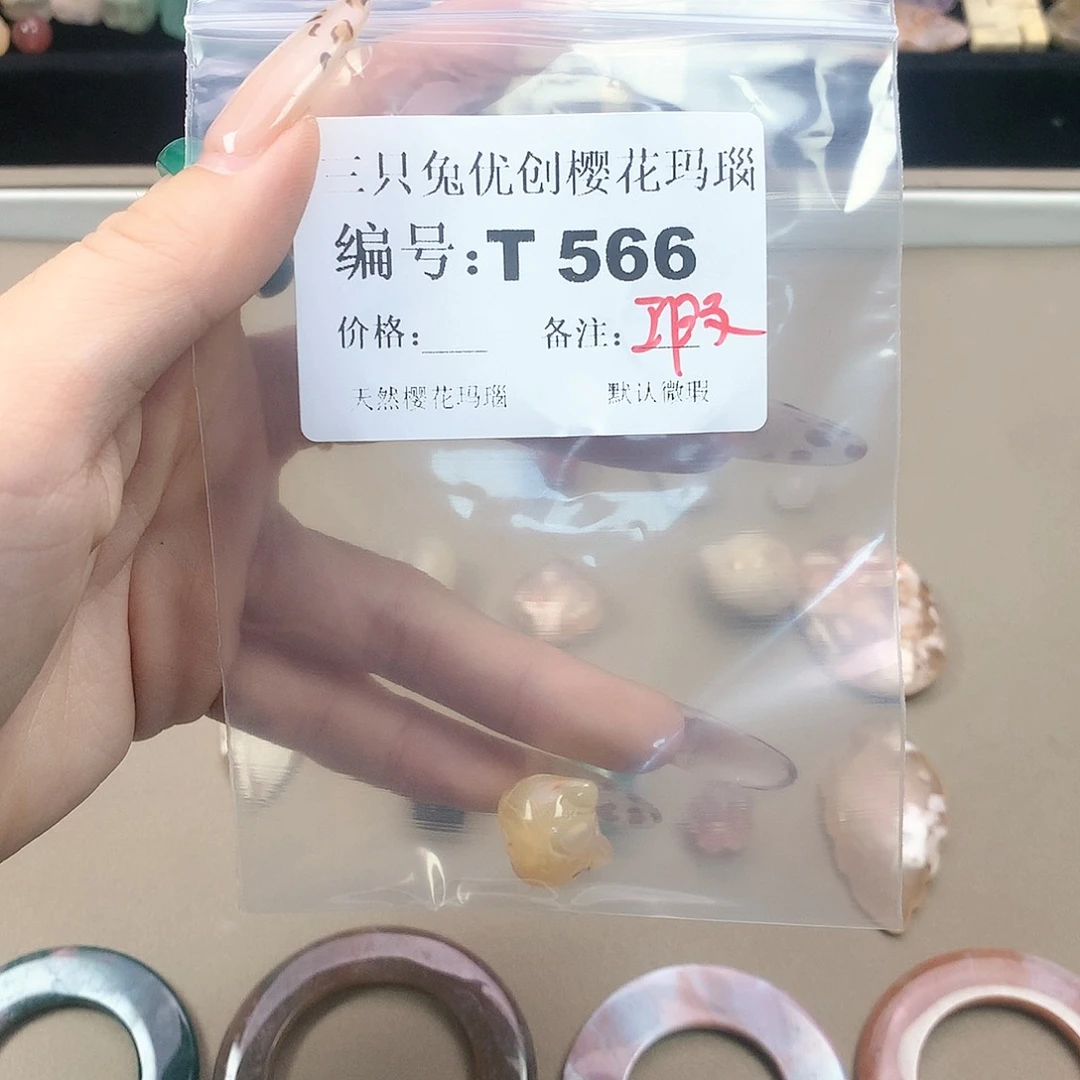 三只兔优创樱花玛瑙
编号:T 566
价格:____ 备注:
天然樱花玛瑙 默认微瑕